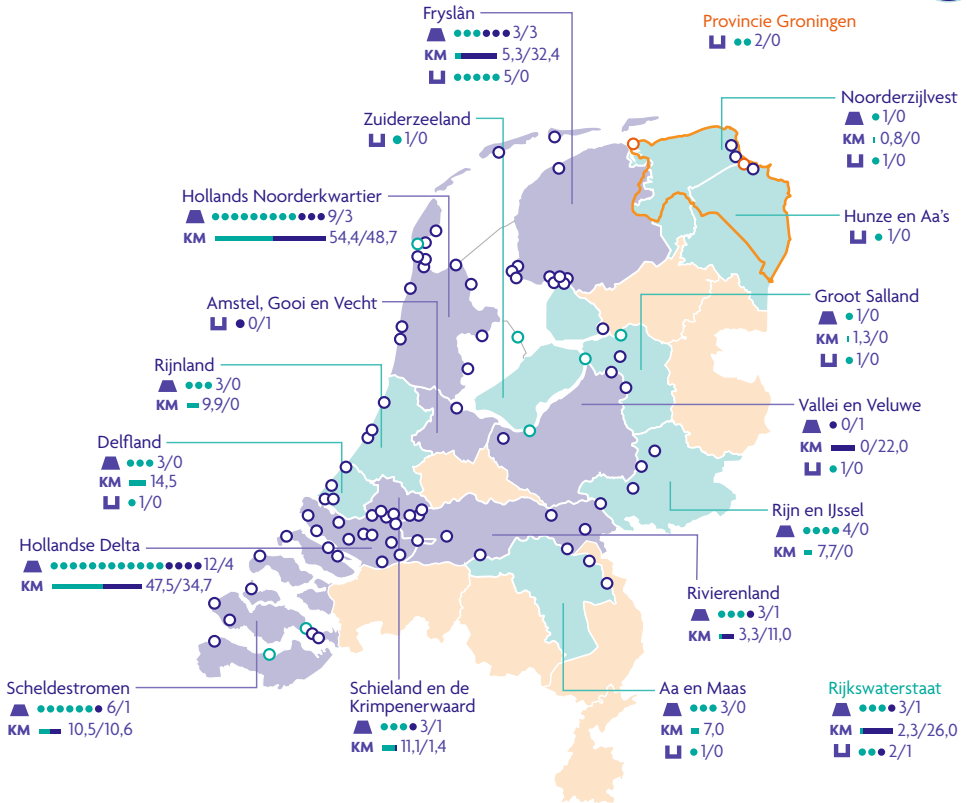 Fryslân
3/3
KM 5,3/32,4
5/0
Provincie Groningen
2/0
Zuiderzeeland
1/0
Noorderzijlvest
1/0
KM 0,8/0
1/0
Hollands Noorderkwartier
9/3
KM 54,4/48,7
Hunze en Aa's
1/0
Amstel, Gooi en Vecht
0/1
Groot Salland
1/0
KM 1,3/0
1/0
Rijnland
3/0
KM 9,9/0
Vallei en Veluwe
0/1
KM 0/22,0
1/0
Delfland
3/0
KM 14,5
1/0
Rijn en IJssel
4/0
KM 7,7/0
Hollandse Delta
12/4
KM 47,5/34,7
Rivierenland
3/1
KM 3,3/11,0
Scheldestromen
6/1
KM 10,5/10,6
Schieland en de
Krimpenerwaard
3/1
KM 11,1/1,4
Aa en Maas
3/0
KM 7,0
1/0
Rijkswaterstaat
3/1
KM 2,3/26,0
2/1